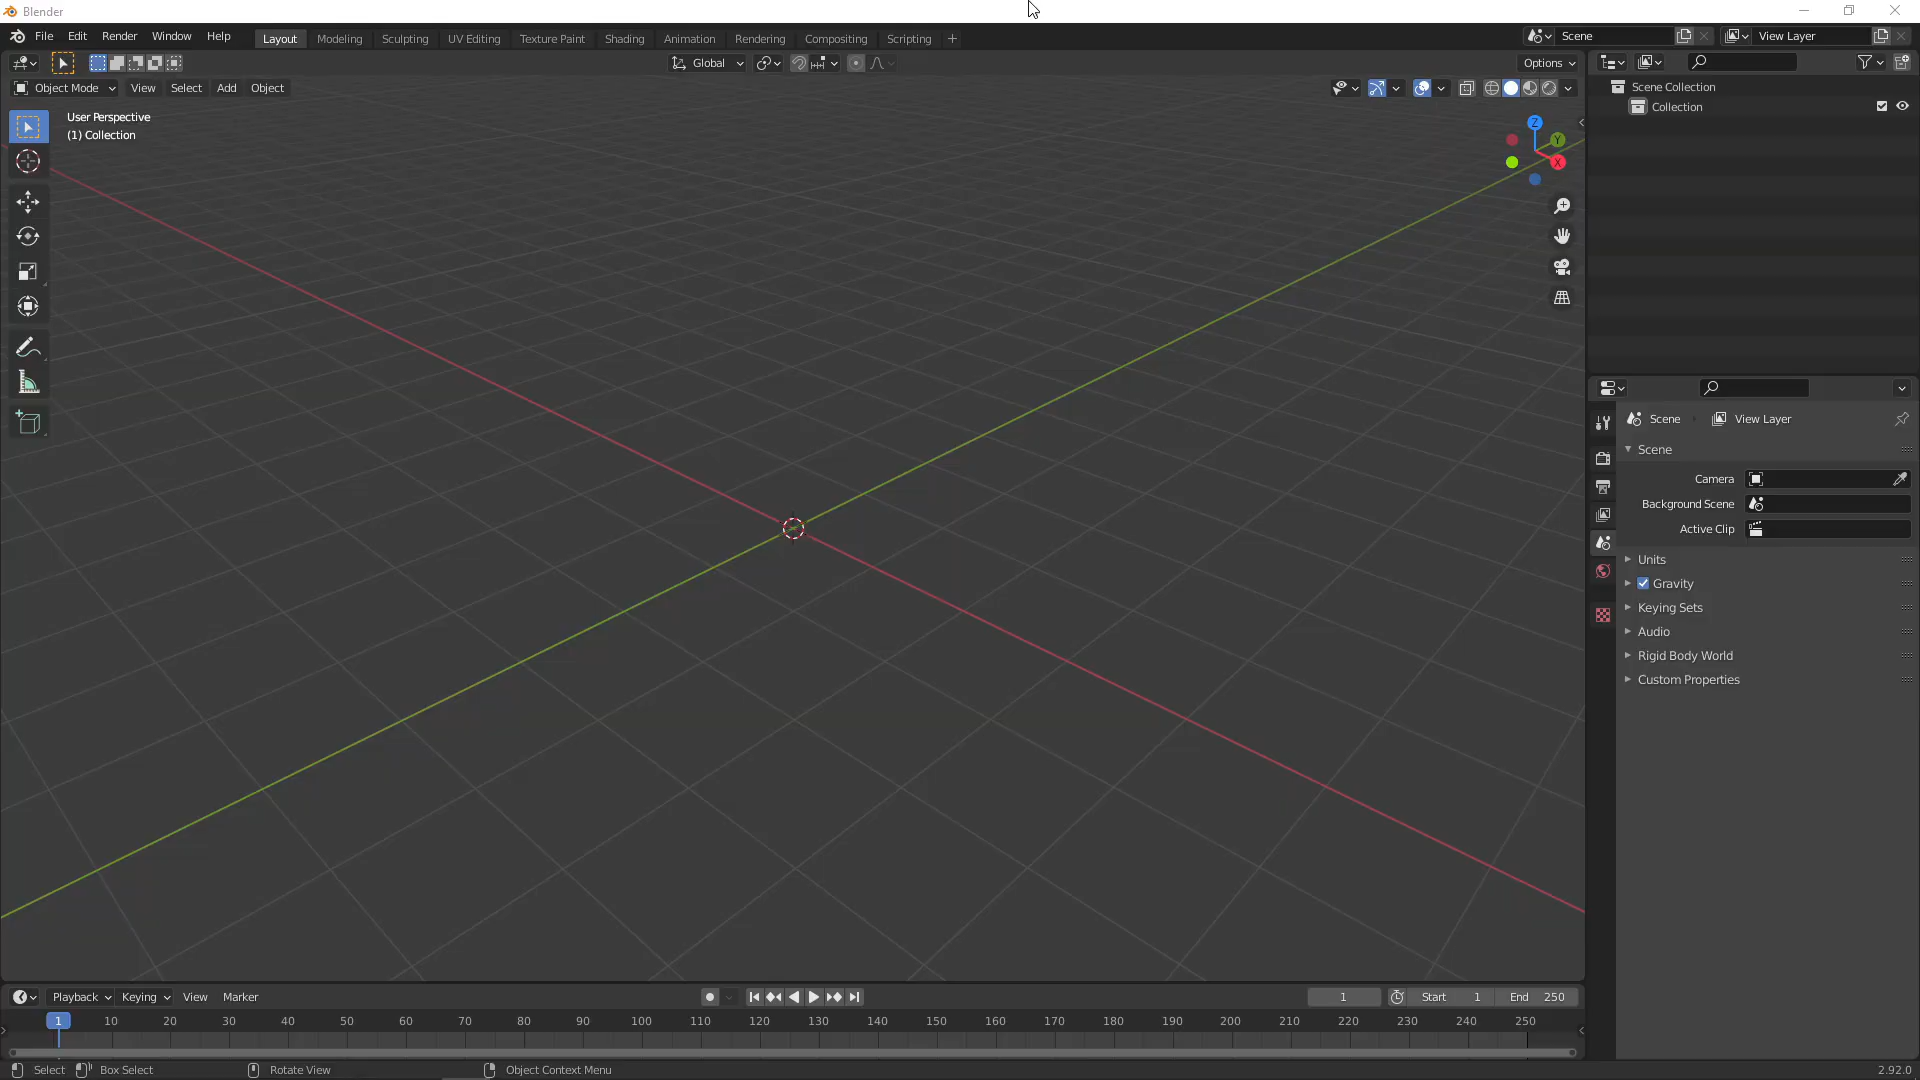 Blender
File Edit Render Window Help Layout Modeling Sculpting UV Editing Texture Paint Shading Animation Rendering Compositing Scripting + Scene View Layer
Global Options
Object Mode View Select Add Object
User Perspective
(1) Collection
Z
Y
X
Scene Collection
Collection
Scene View Layer
Scene
Camera
Background Scene
Active Clip
Units
Gravity
Keying Sets
Audio
Rigid Body World
Custom Properties
Playback Keying View Marker 1 Start 1 End 250
1 10 20 30 40 50 60 70 80 90 100 110 120 130 140 150 160 170 180 190 200 210 220 230 240 250
Select Box Select Rotate View Object Context Menu 2.92.0